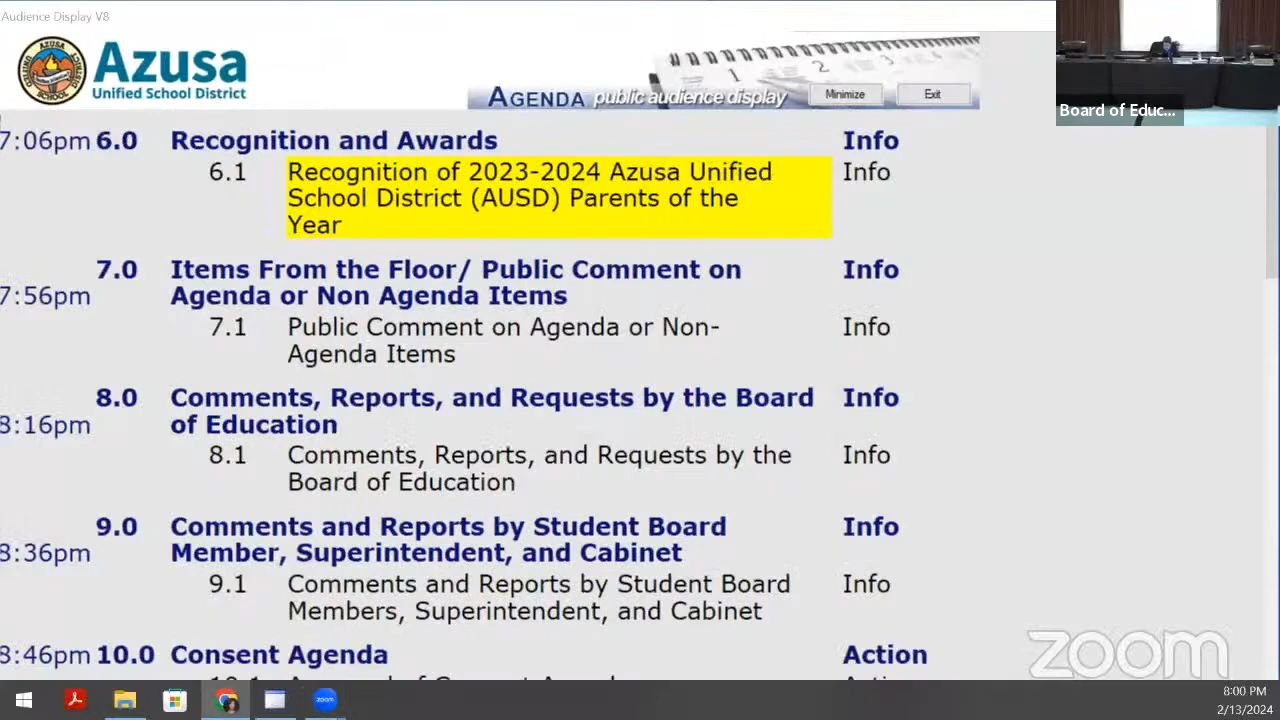 Audience Display V8
Azusa
Unified School District
AGENDA public audience display
Minimize
Exit
Board of Educ...
7:06pm 6.0 Recognition and Awards Info
6.1 Recognition of 2023-2024 Azusa Unified Info
School District (AUSD) Parents of the
Year
7.0 Items From the Floor/ Public Comment on Info
7:56pm Agenda or Non Agenda Items
7.1 Public Comment on Agenda or Non- Info
Agenda Items
8.0 Comments, Reports, and Requests by the Board Info
8:16pm of Education
8.1 Comments, Reports, and Requests by the Info
Board of Education
9.0 Comments and Reports by Student Board Info
8:36pm Member, Superintendent, and Cabinet
9.1 Comments and Reports by Student Board Info
Members, Superintendent, and Cabinet
8:46pm 10.0 Consent Agenda Action
zoom
zoom
8:00 PM
2/13/2024